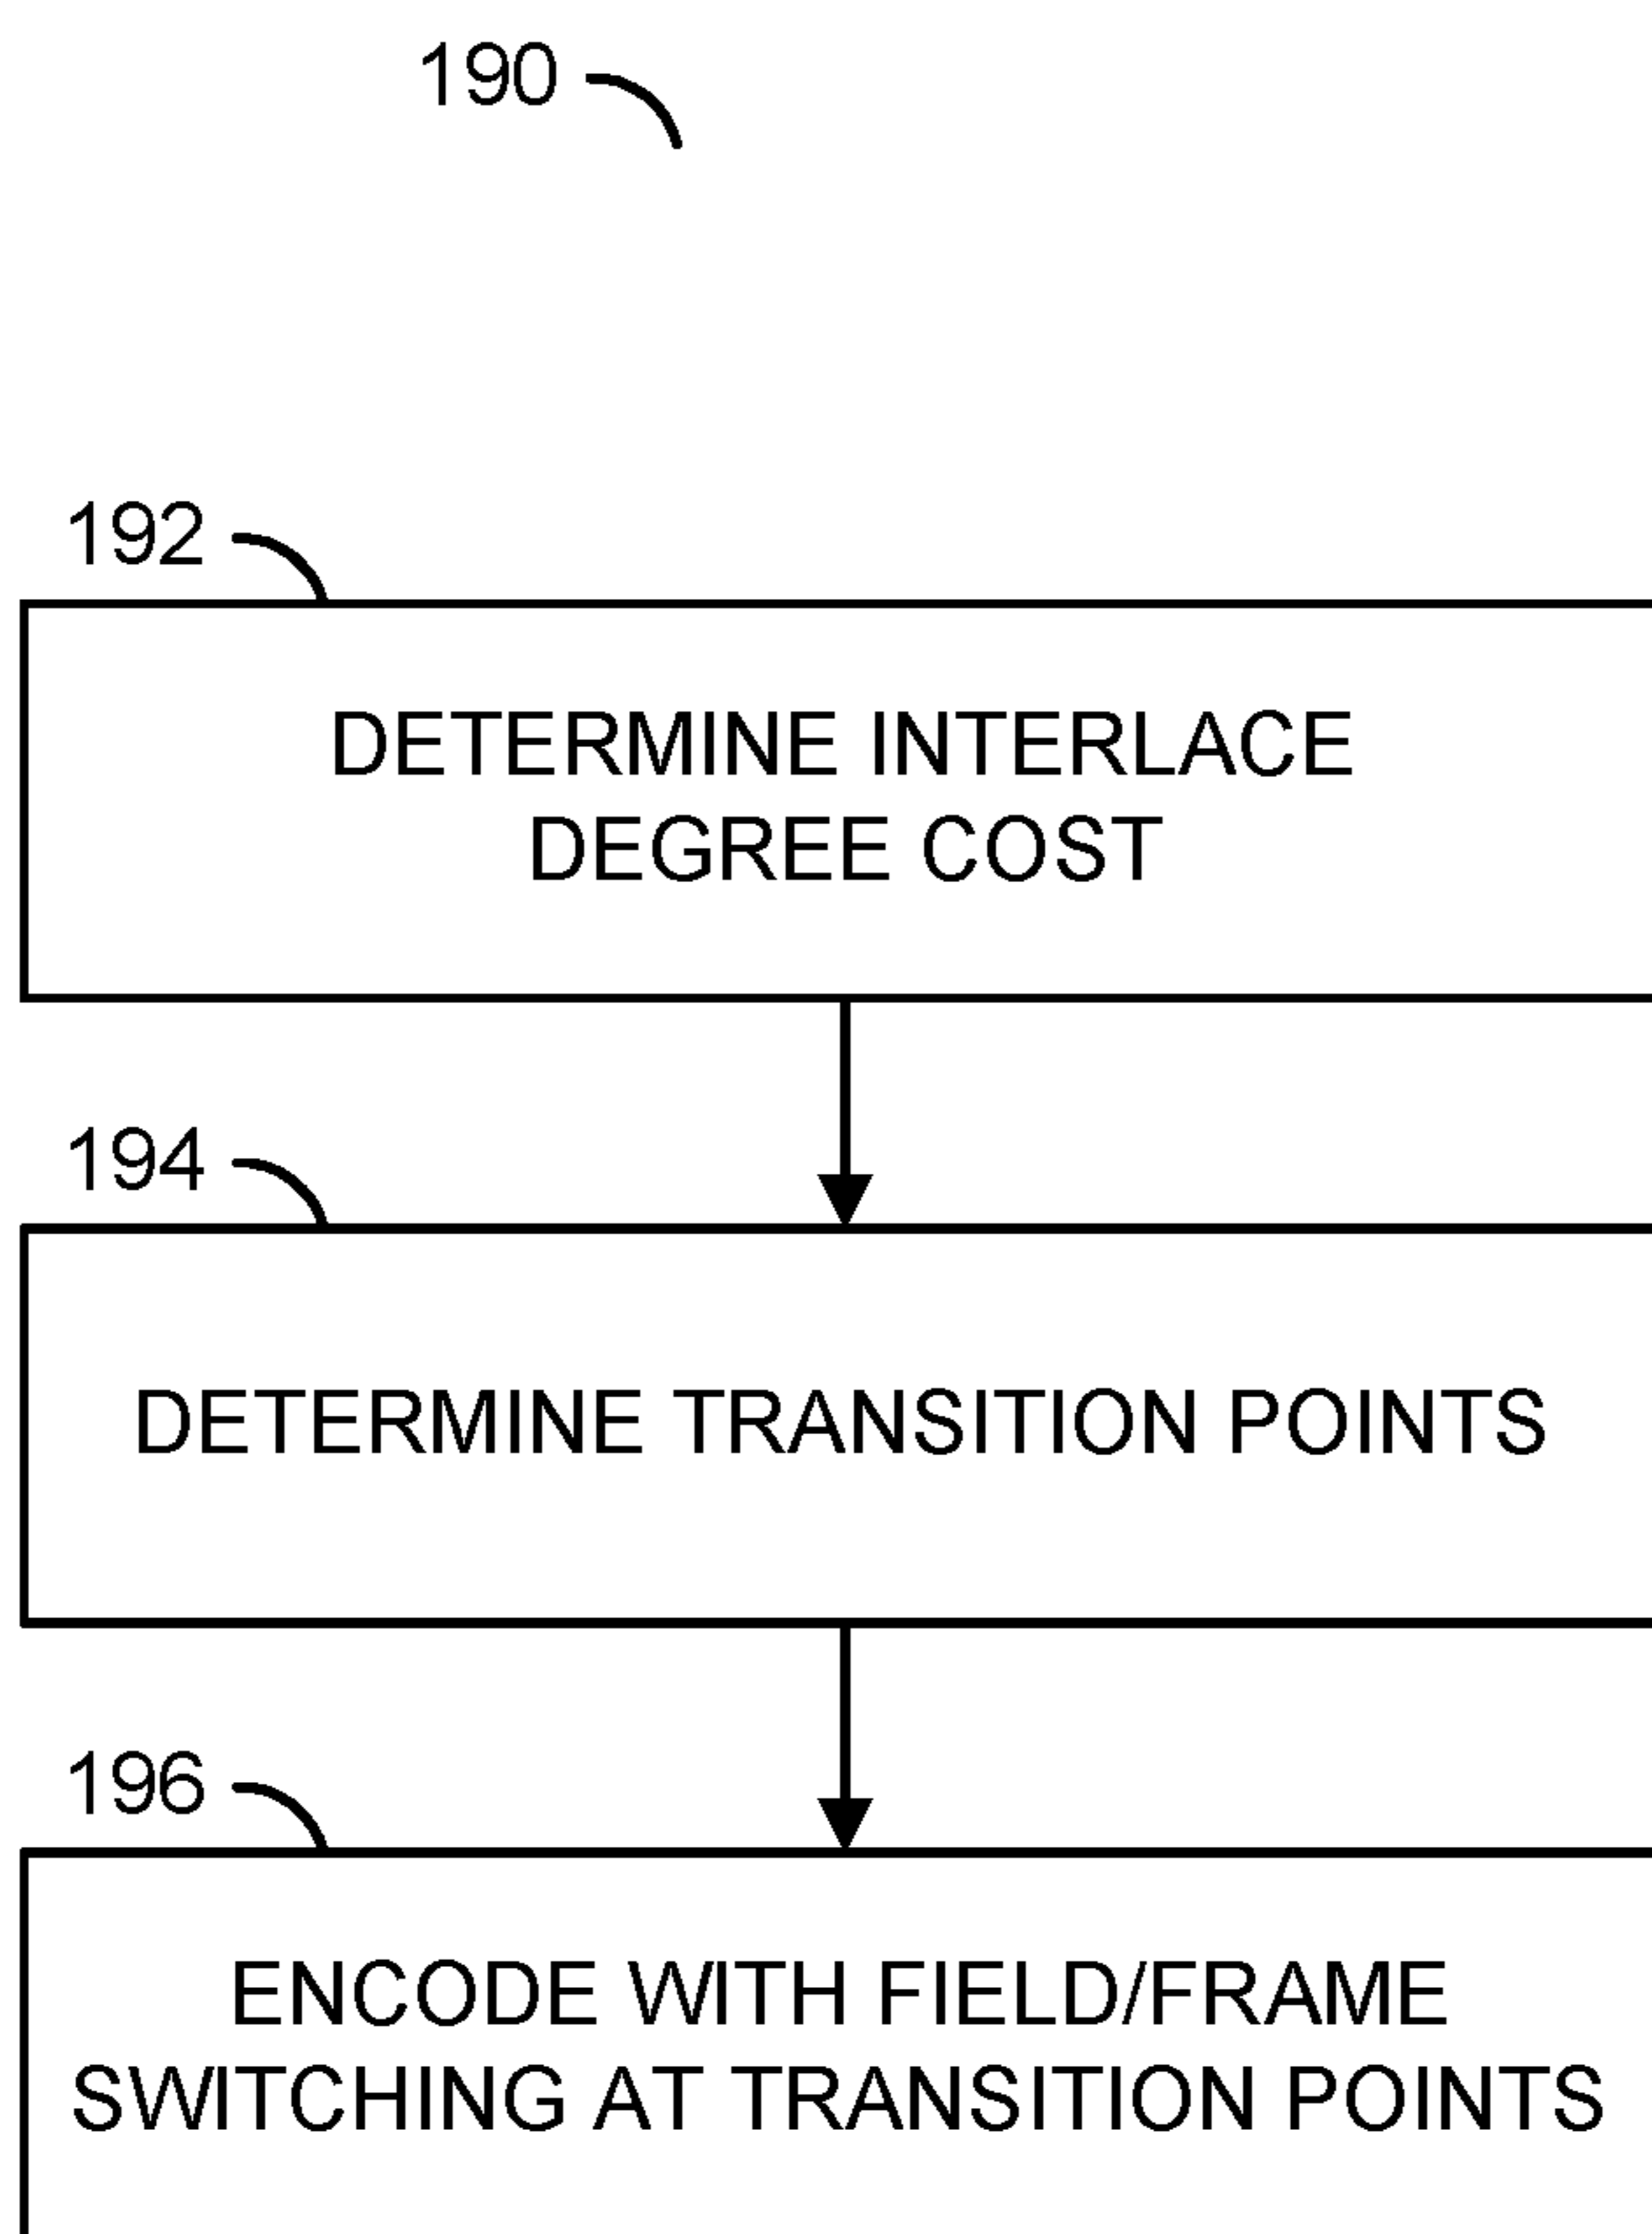 190
192
DETERMINE INTERLACE
DEGREE COST
194
DETERMINE TRANSITION POINTS
196
ENCODE WITH FIELD/FRAME
SWITCHING AT TRANSITION POINTS